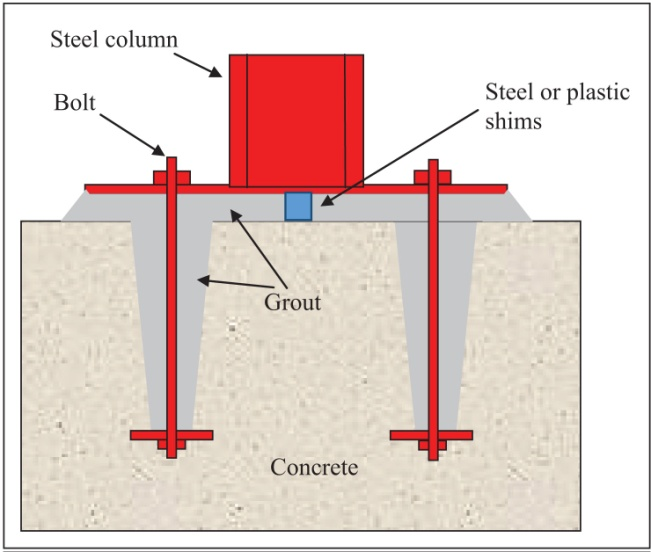 Steel column
Bolt
Steel or plastic
shims
Grout
Concrete